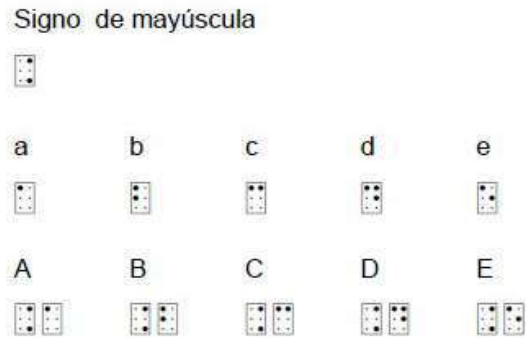 Signo de mayúscula
⠨
a b c d e
⠁ ⠃ ⠉ ⠙ ⠑
A B C D E
⠨⠁ ⠨⠃ ⠨⠉ ⠨⠙ ⠨⠑